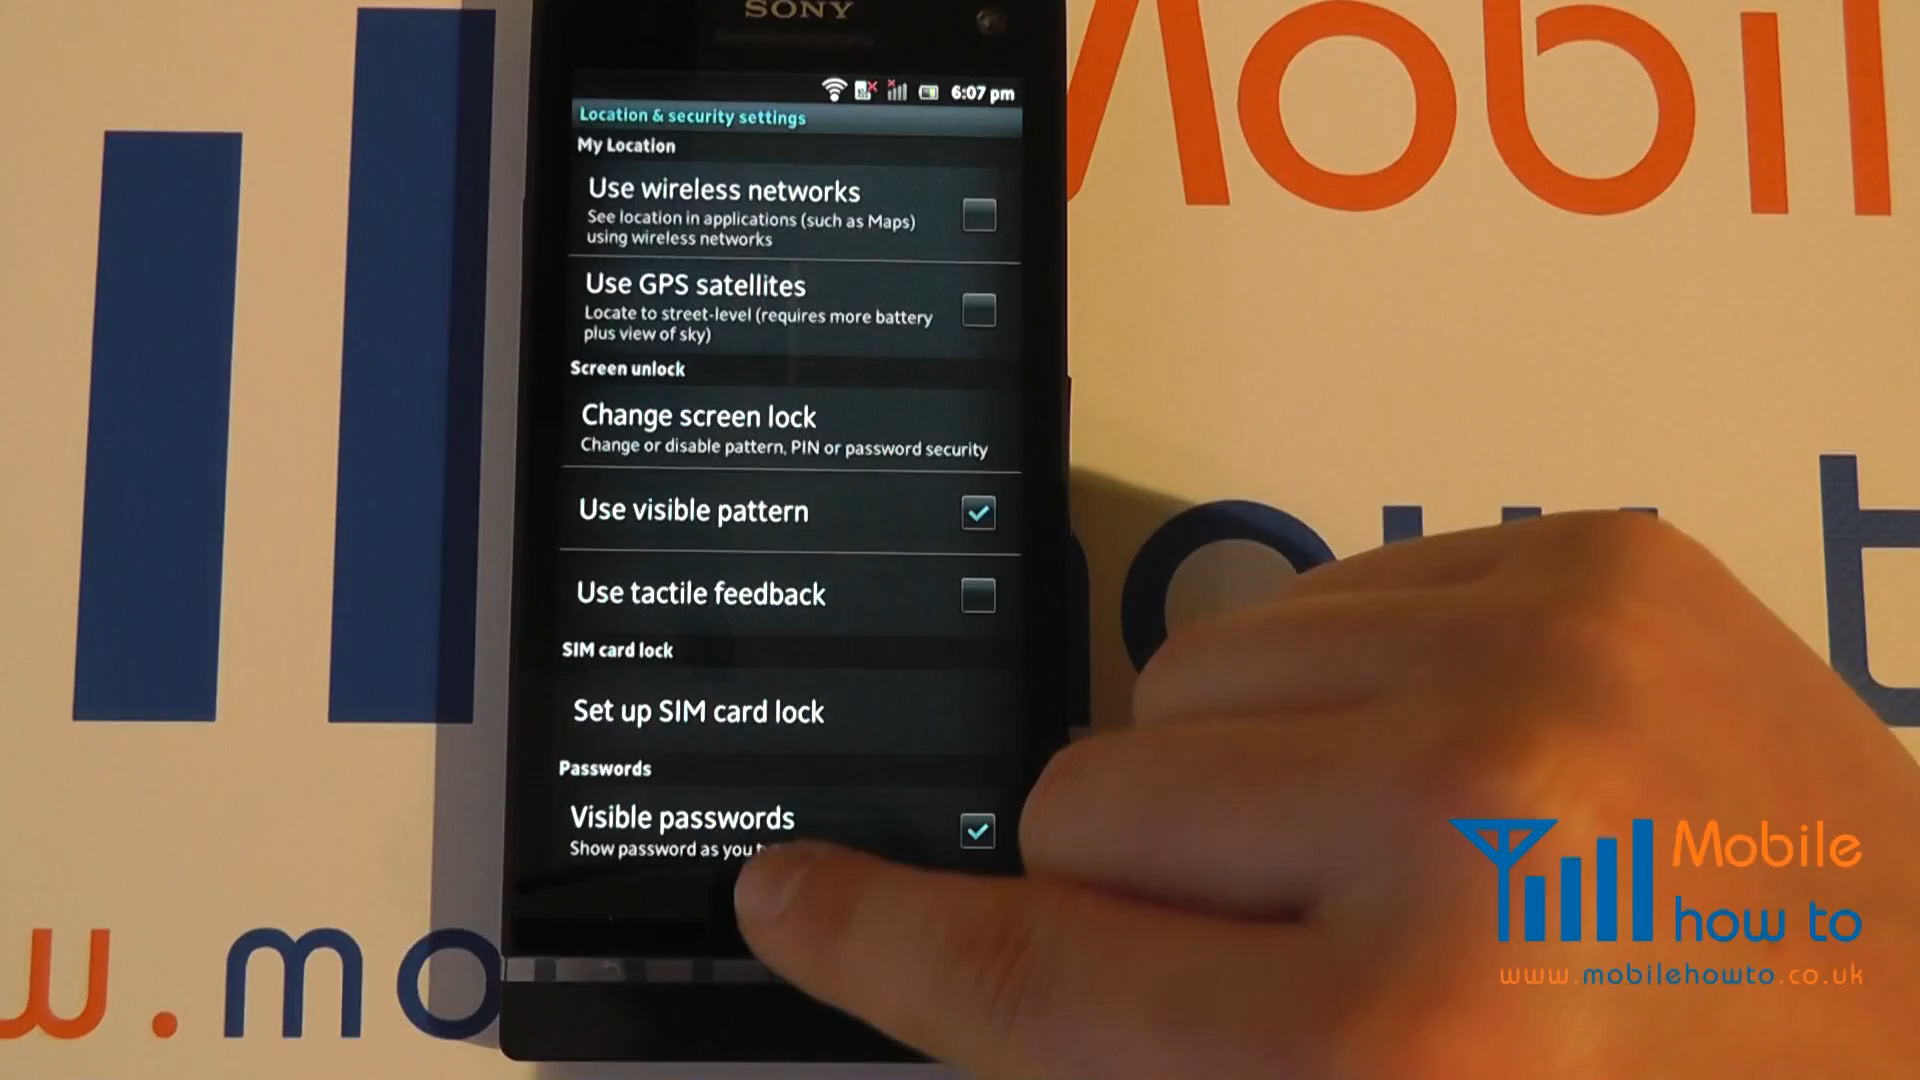 SONY
6:07 pm
Location & security settings
My Location
Use wireless networks
See location in applications (such as Maps)
using wireless networks
Use GPS satellites
Locate to street-level (requires more battery
plus view of sky)
Screen unlock
Change screen lock
Change or disable pattern, PIN or password security
Use visible pattern
Use tactile feedback
SIM card lock
Set up SIM card lock
Passwords
Visible passwords
Show password as you
Mobil
w.mo
Mobile
how to
www.mobilehowto.co.uk